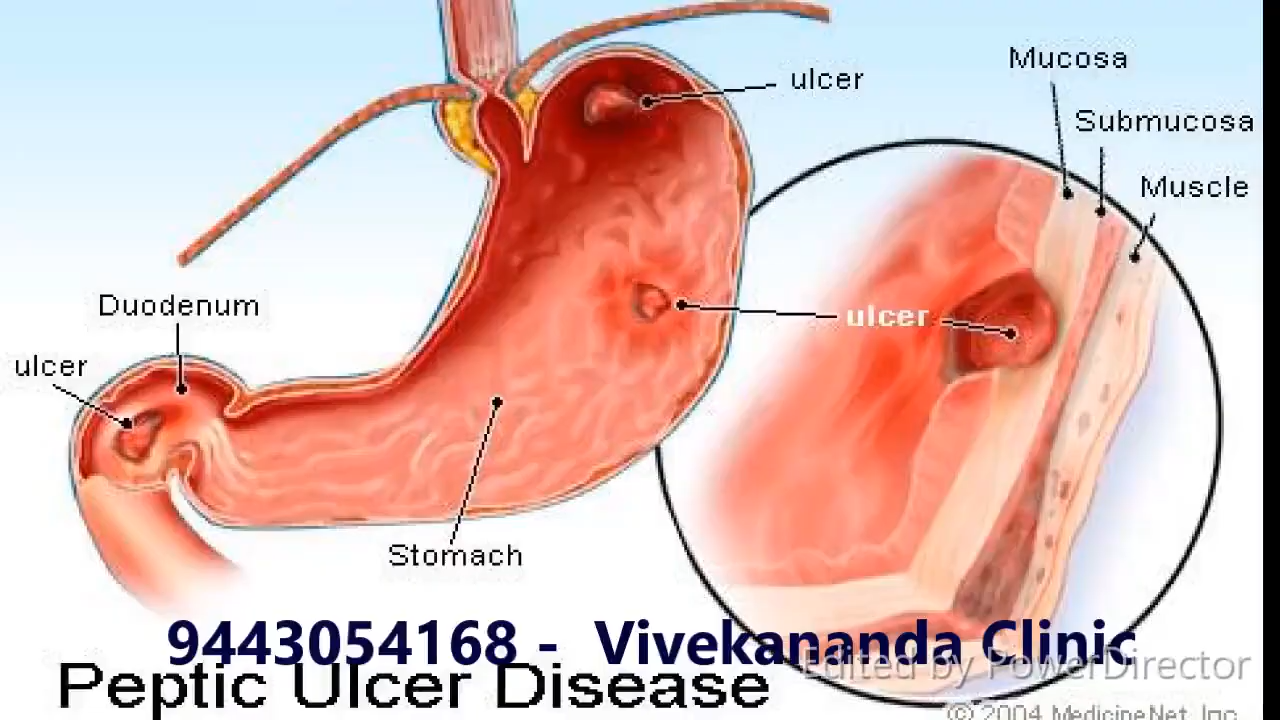 ulcer
Mucosa
Submucosa
Muscle
Duodenum
ulcer
ulcer
Stomach
9443054168 - Vivekananda Clinic
Edited by PowerDirector
Peptic Ulcer Disease
© 2004 MedicineNet, Inc.